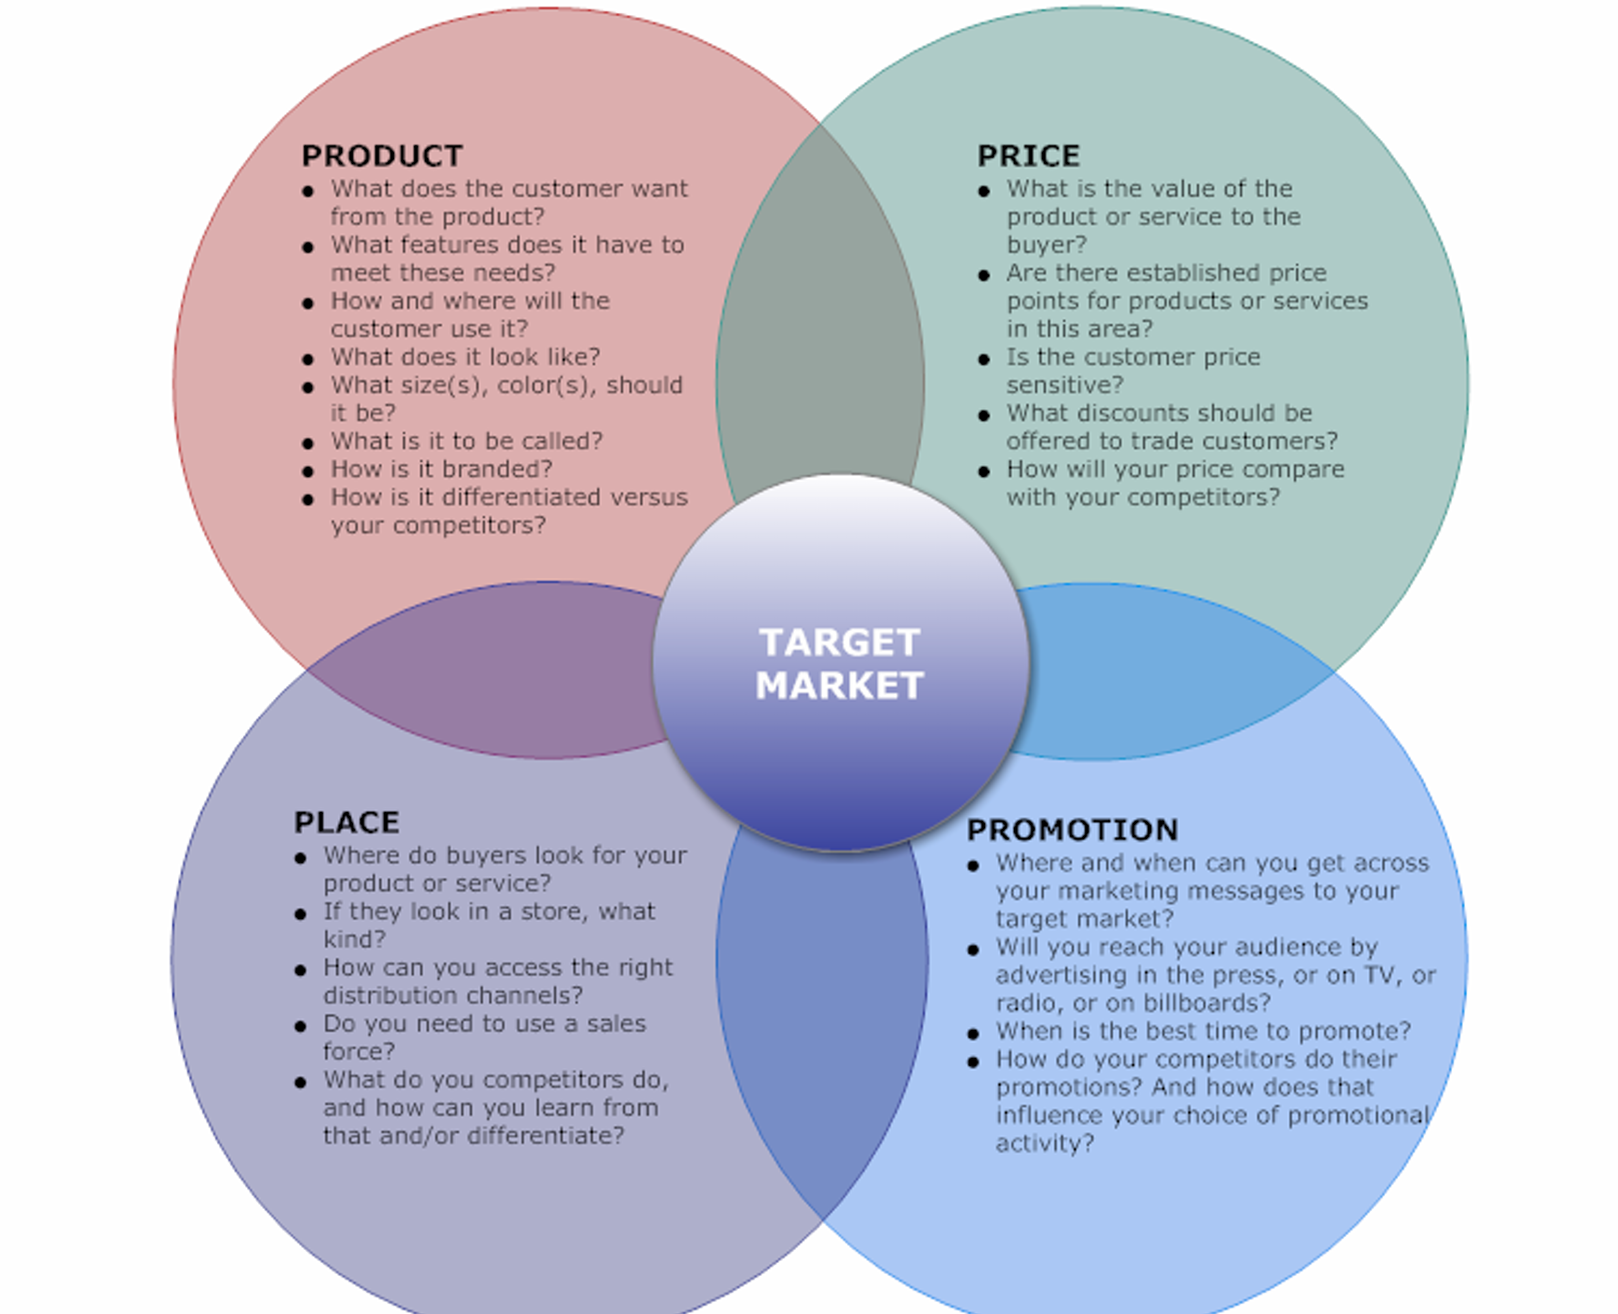 PRODUCT
● What does the customer want
from the product?
● What features does it have to
meet these needs?
● How and where will the
customer use it?
● What does it look like?
● What size(s), color(s), should
it be?
● What is it to be called?
● How is it branded?
● How is it differentiated versus
your competitors?
PRICE
● What is the value of the
product or service to the
buyer?
● Are there established price
points for products or services
in this area?
● Is the customer price
sensitive?
● What discounts should be
offered to trade customers?
● How will your price compare
with your competitors?
TARGET
MARKET
PLACE
● Where do buyers look for your
product or service?
● If they look in a store, what
kind?
● How can you access the right
distribution channels?
● Do you need to use a sales
force?
● What do you competitors do,
and how can you learn from
that and/or differentiate?
PROMOTION
● Where and when can you get across
your marketing messages to your
target market?
● Will you reach your audience by
advertising in the press, or on TV, or
radio, or on billboards?
● When is the best time to promote?
● How do your competitors do their
promotions? And how does that
influence your choice of promotional
activity?